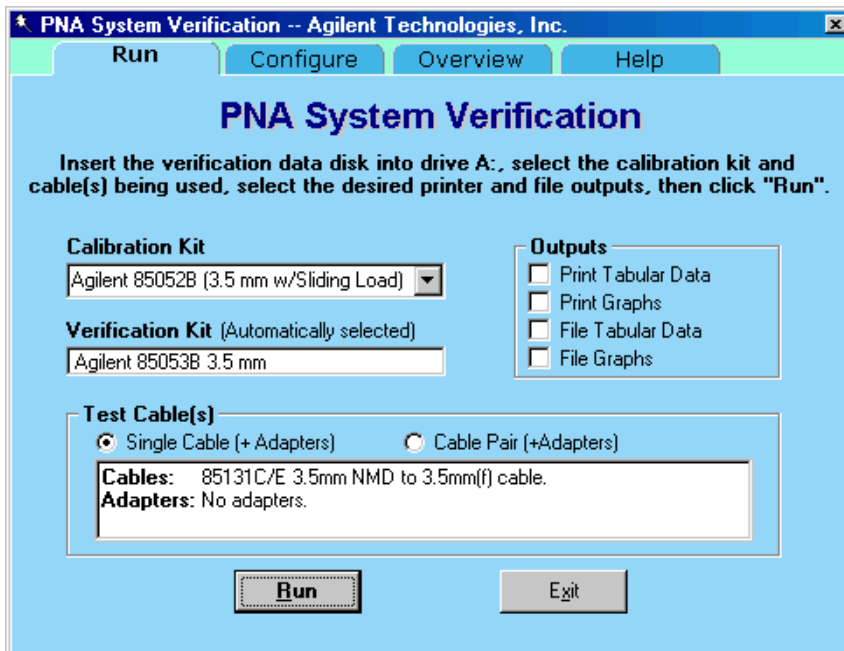 PNA System Verification -- Agilent Technologies, Inc.
Run
Configure
Overview
Help
PNA System Verification
Insert the verification data disk into drive A:, select the calibration kit and
cable(s) being used, select the desired printer and file outputs, then click "Run".
Calibration Kit
Agilent 85052B (3.5 mm w/Sliding Load)
Verification Kit (Automatically selected)
Agilent 85053B 3.5 mm
Outputs
Print Tabular Data
Print Graphs
File Tabular Data
File Graphs
Test Cable(s)
Single Cable (+ Adapters)
Cable Pair (+Adapters)
Cables: 85131C/E 3.5mm NMD to 3.5mm(f) cable.
Adapters: No adapters.
Run
Exit